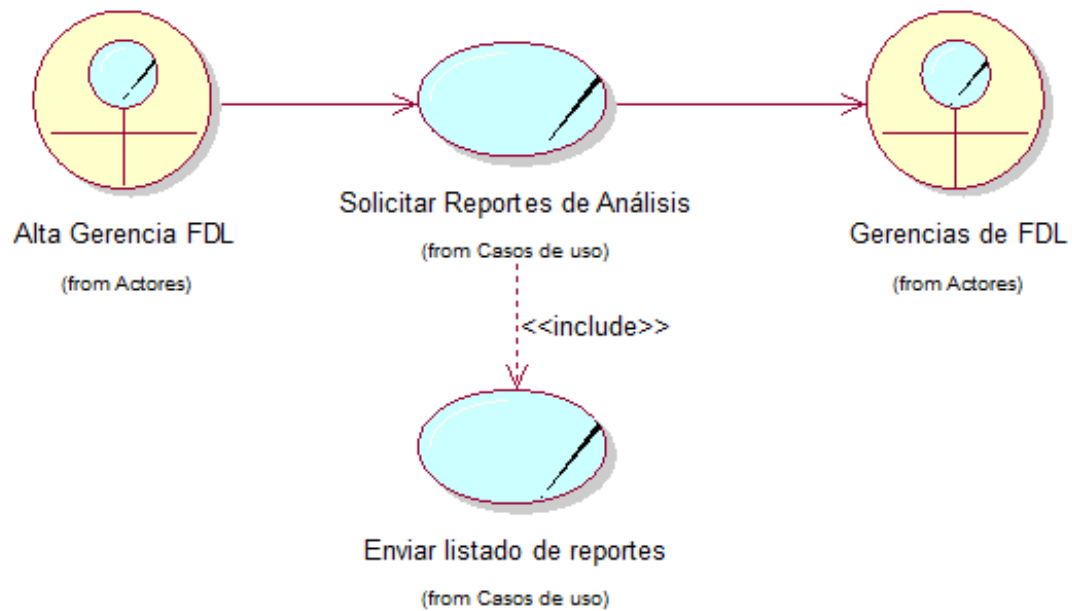 Alta Gerencia FDL
(from Actores)
Solicitar Reportes de Análisis
(from Casos de uso)
Gerencias de FDL
(from Actores)
<<include>>
Enviar listado de reportes
(from Casos de uso)